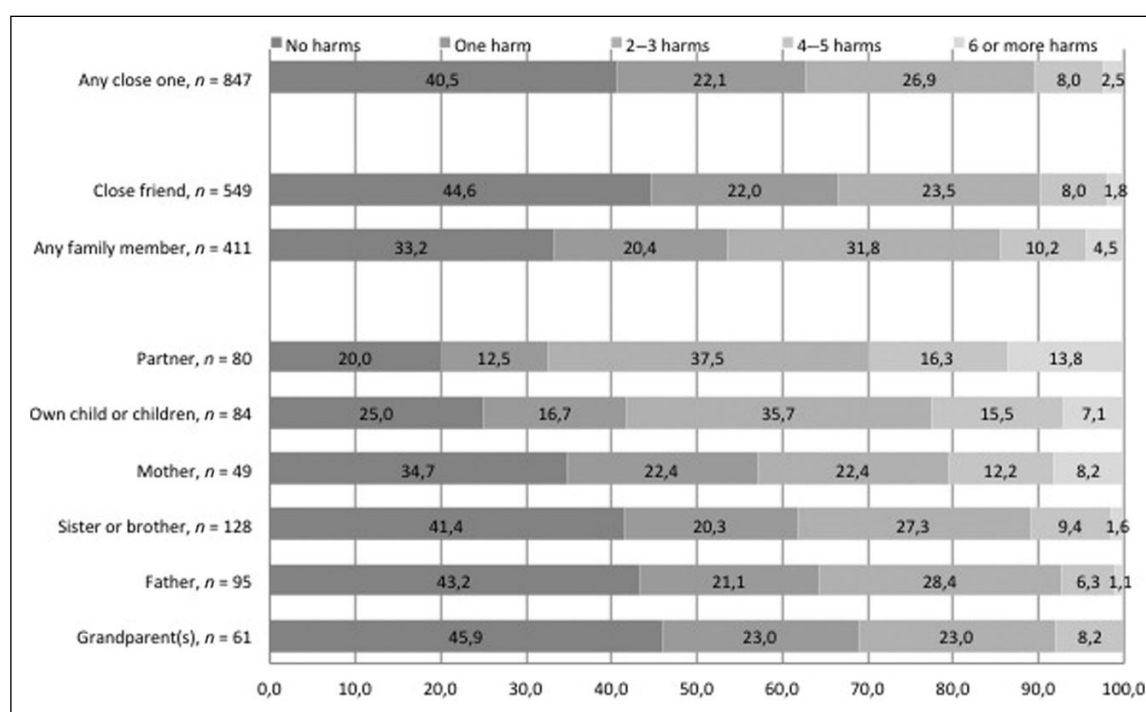 No harms One harm 2–3 harms 4–5 harms 6 or more harms
Any close one, n = 847 40,5 22,1 26,9 8,0 2,5
Close friend, n = 549 44,6 22,0 23,5 8,0 1,8
Any family member, n = 411 33,2 20,4 31,8 10,2 4,5
Partner, n = 80 20,0 12,5 37,5 16,3 13,8
Own child or children, n = 84 25,0 16,7 35,7 15,5 7,1
Mother, n = 49 34,7 22,4 22,4 12,2 8,2
Sister or brother, n = 128 41,4 20,3 27,3 9,4 1,6
Father, n = 95 43,2 21,1 28,4 6,3 1,1
Grandparent(s), n = 61 45,9 23,0 23,0 8,2
0,0 10,0 20,0 30,0 40,0 50,0 60,0 70,0 80,0 90,0 100,0